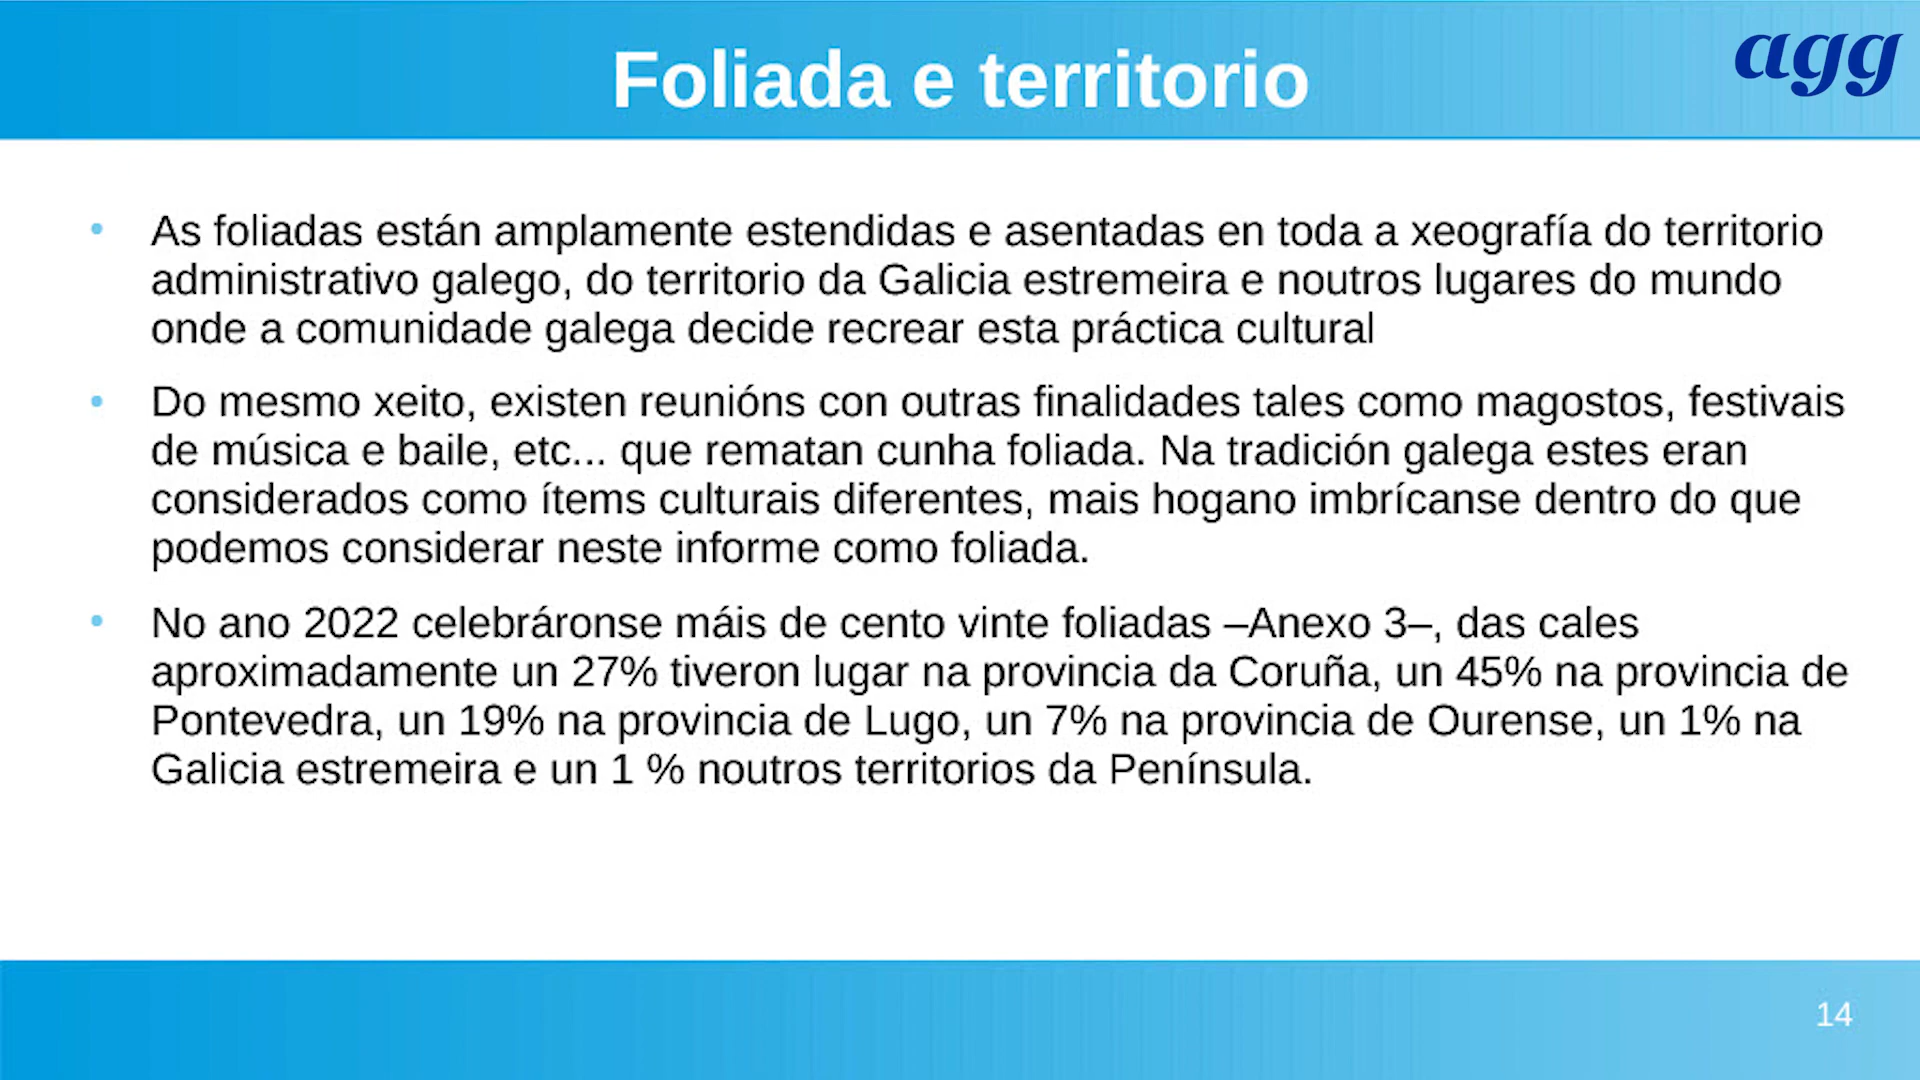 Foliada e territorio
agg
• As foliadas están amplamente estendidas e asentadas en toda a xeografía do territorio
administrativo galego, do territorio da Galicia estremeira e noutros lugares do mundo
onde a comunidade galega decide recrear esta práctica cultural
• Do mesmo xeito, existen reunións con outras finalidades tales como magostos, festivais
de música e baile, etc... que rematan cunha foliada. Na tradición galega estes eran
considerados como ítems culturais diferentes, mais hogano imbrícanse dentro do que
podemos considerar neste informe como foliada.
• No ano 2022 celebráronse máis de cento vinte foliadas –Anexo 3–, das cales
aproximadamente un 27% tiveron lugar na provincia da Coruña, un 45% na provincia de
Pontevedra, un 19% na provincia de Lugo, un 7% na provincia de Ourense, un 1% na
Galicia estremeira e un 1 % noutros territorios da Península.
14